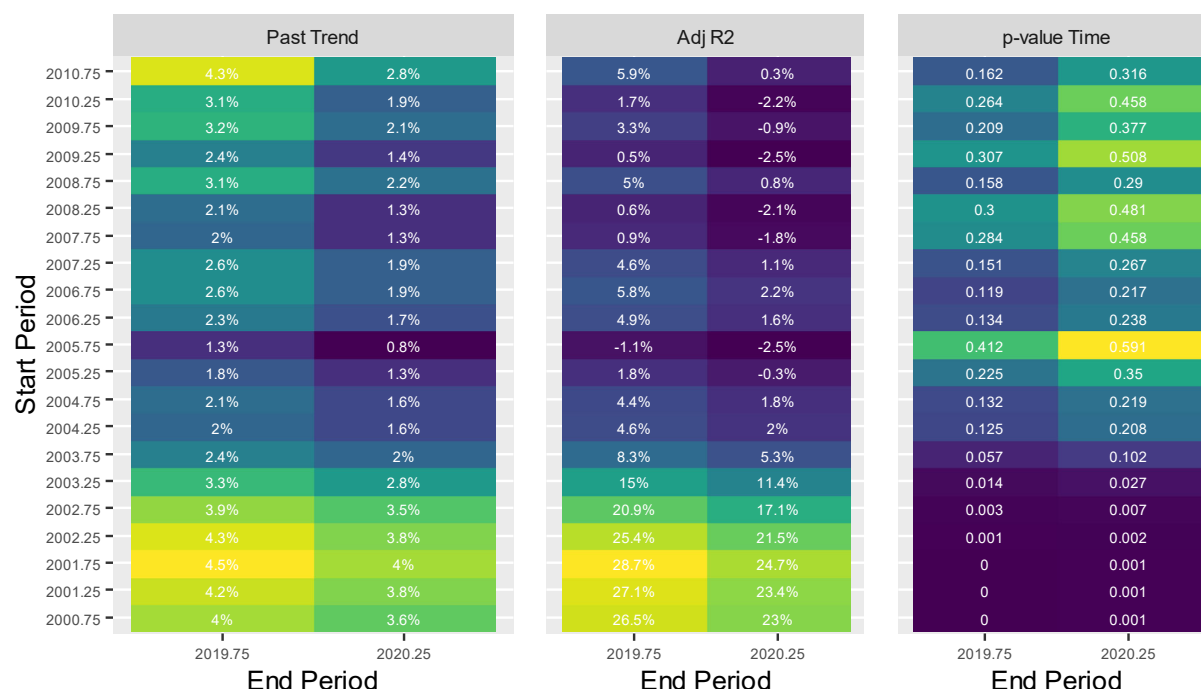 Past Trend Adj R2 p-value Time
Start Period
2010.75 4.3% 2.8% 5.9% 0.3% 0.162 0.316
2010.25 3.1% 1.9% 1.7% -2.2% 0.264 0.458
2009.75 3.2% 2.1% 3.3% -0.9% 0.209 0.377
2009.25 2.4% 1.4% 0.5% -2.5% 0.307 0.508
2008.75 3.1% 2.2% 5% 0.8% 0.158 0.29
2008.25 2.1% 1.3% 0.6% -2.1% 0.3 0.481
2007.75 2% 1.3% 0.9% -1.8% 0.284 0.458
2007.25 2.6% 1.9% 4.6% 1.1% 0.151 0.267
2006.75 2.6% 1.9% 5.8% 2.2% 0.119 0.217
2006.25 2.3% 1.7% 4.9% 1.6% 0.134 0.238
2005.75 1.3% 0.8% -1.1% -2.5% 0.412 0.591
2005.25 1.8% 1.3% 1.8% -0.3% 0.225 0.35
2004.75 2.1% 1.6% 4.4% 1.8% 0.132 0.219
2004.25 2% 1.6% 4.6% 2% 0.125 0.208
2003.75 2.4% 2% 8.3% 5.3% 0.057 0.102
2003.25 3.3% 2.8% 15% 11.4% 0.014 0.027
2002.75 3.9% 3.5% 20.9% 17.1% 0.003 0.007
2002.25 4.3% 3.8% 25.4% 21.5% 0.001 0.002
2001.75 4.5% 4% 28.7% 24.7% 0 0.001
2001.25 4.2% 3.8% 27.1% 23.4% 0 0.001
2000.75 4% 3.6% 26.5% 23% 0 0.001
2019.75 2020.25 2019.75 2020.25 2019.75 2020.25
End Period End Period End Period